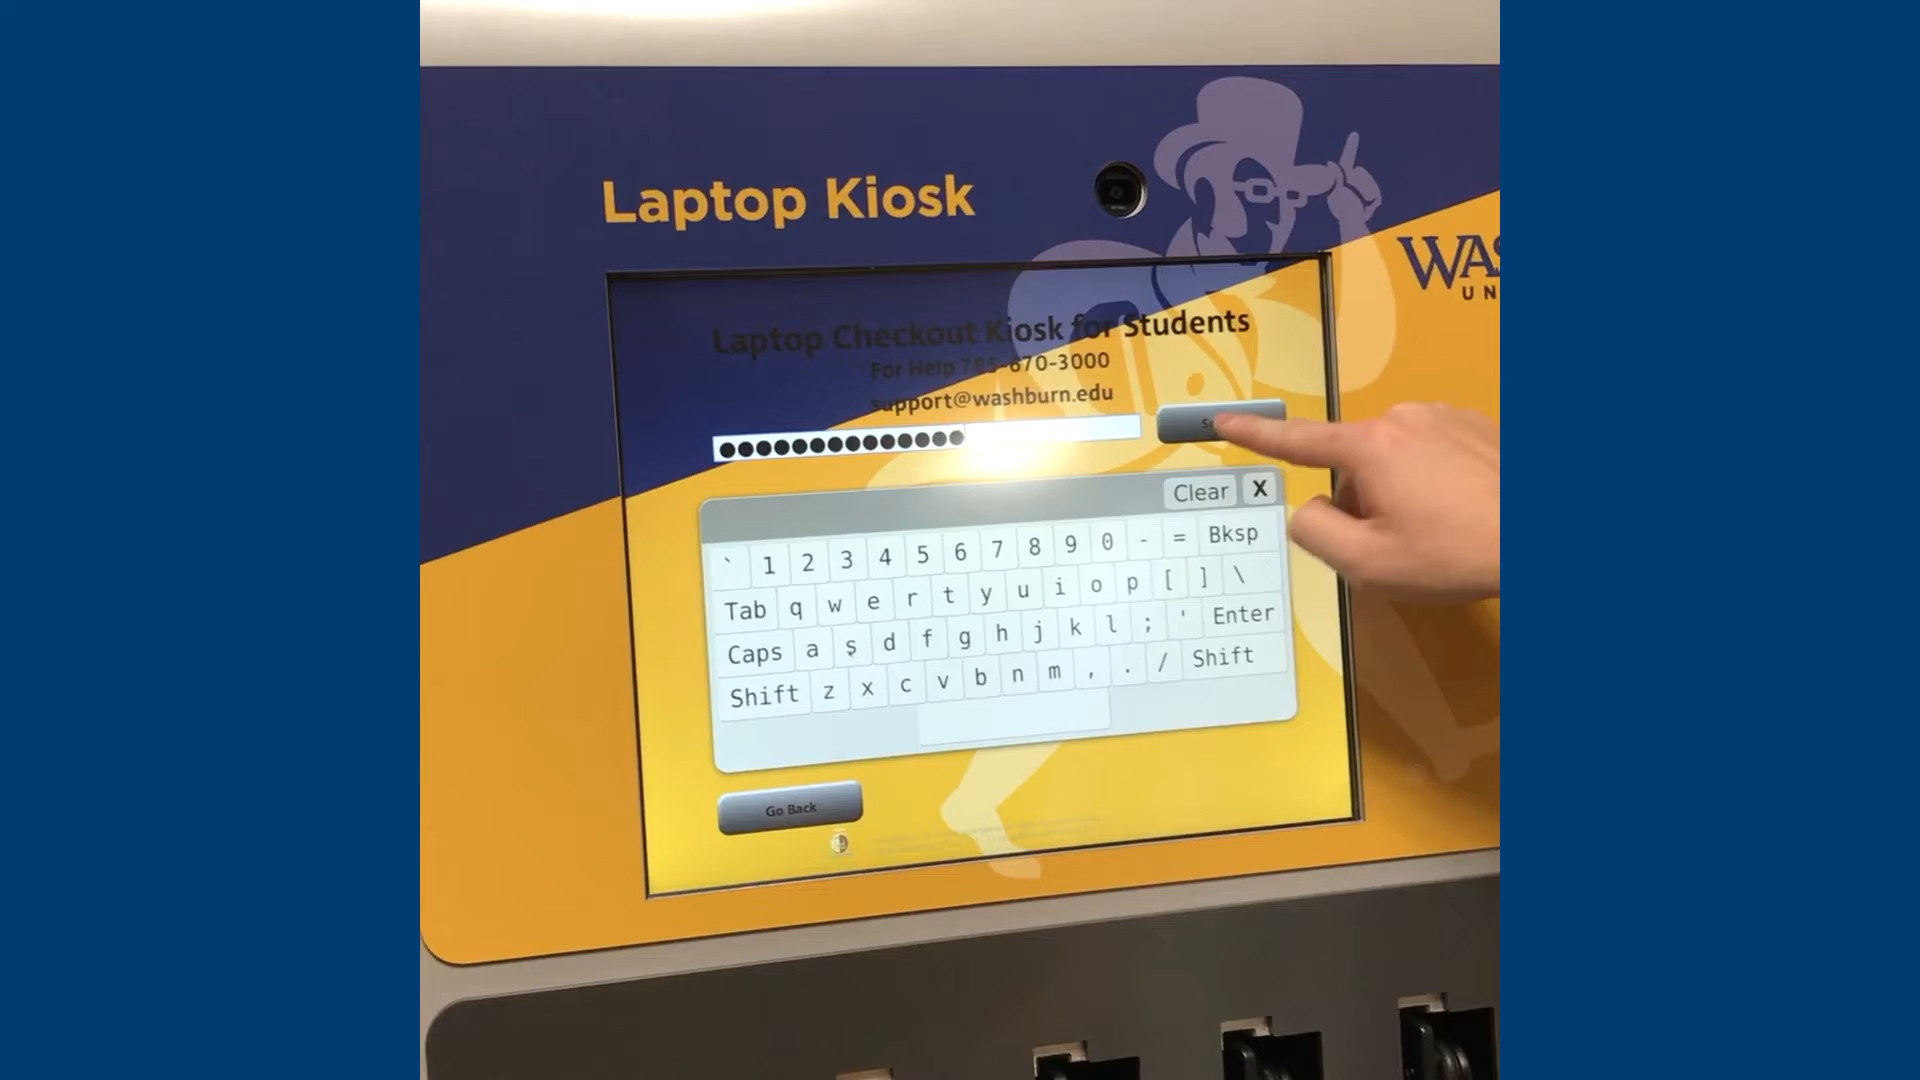 Laptop Kiosk
WAS
UN
Laptop Checkout Kiosk for Students
For Help 785-670-3000
support@washburn.edu
●●●●●●●●●●●●●●
Clear X
` 1 2 3 4 5 6 7 8 9 0 - = Bksp
Tab q w e r t y u i o p [ ] \
Caps a s d f g h j k l ; ' Enter
Shift z x c v b n m , . / Shift
Go Back